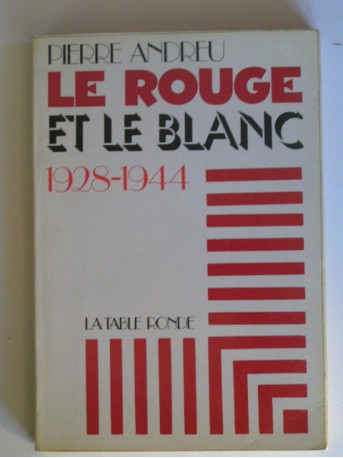 PIERRE ANDREU
LE ROUGE
ET LE BLANC
1928-1944
LA TABLE RONDE